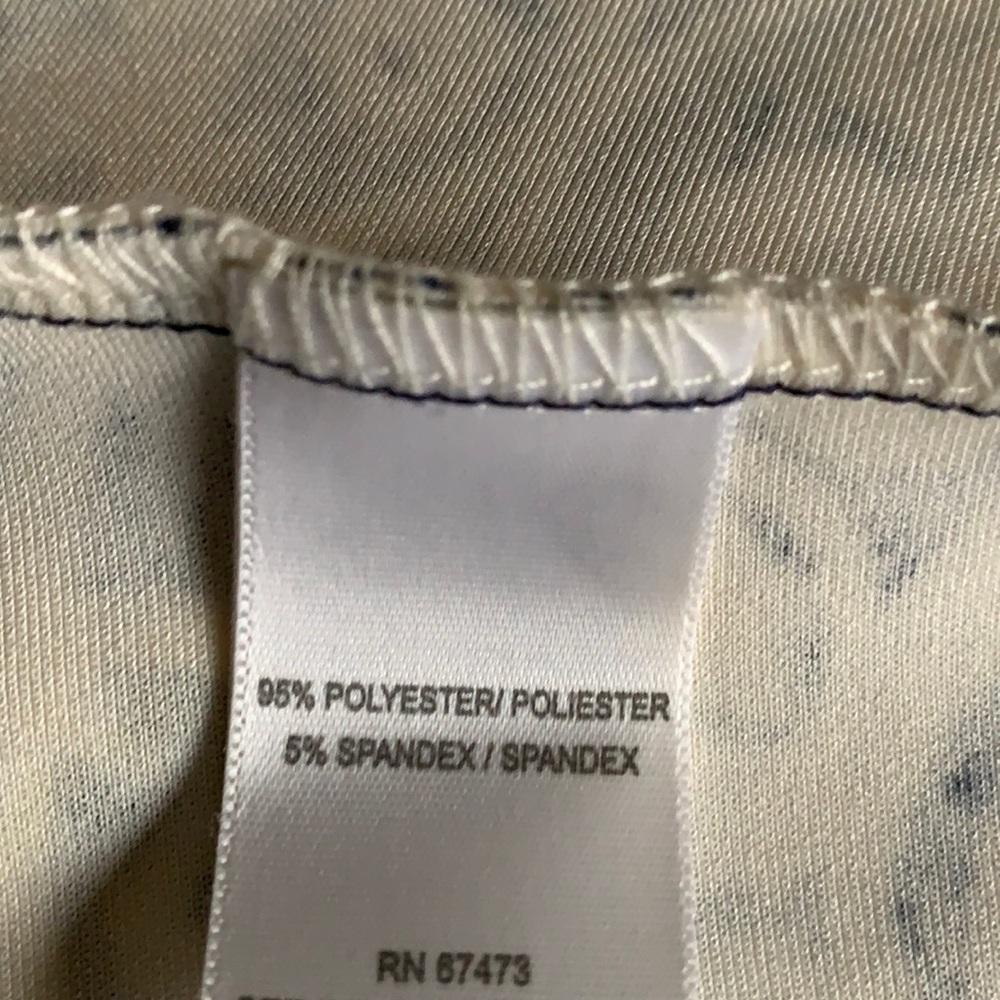 95% POLYESTER/ POLIESTER
5% SPANDEX / SPANDEX
RN 67473